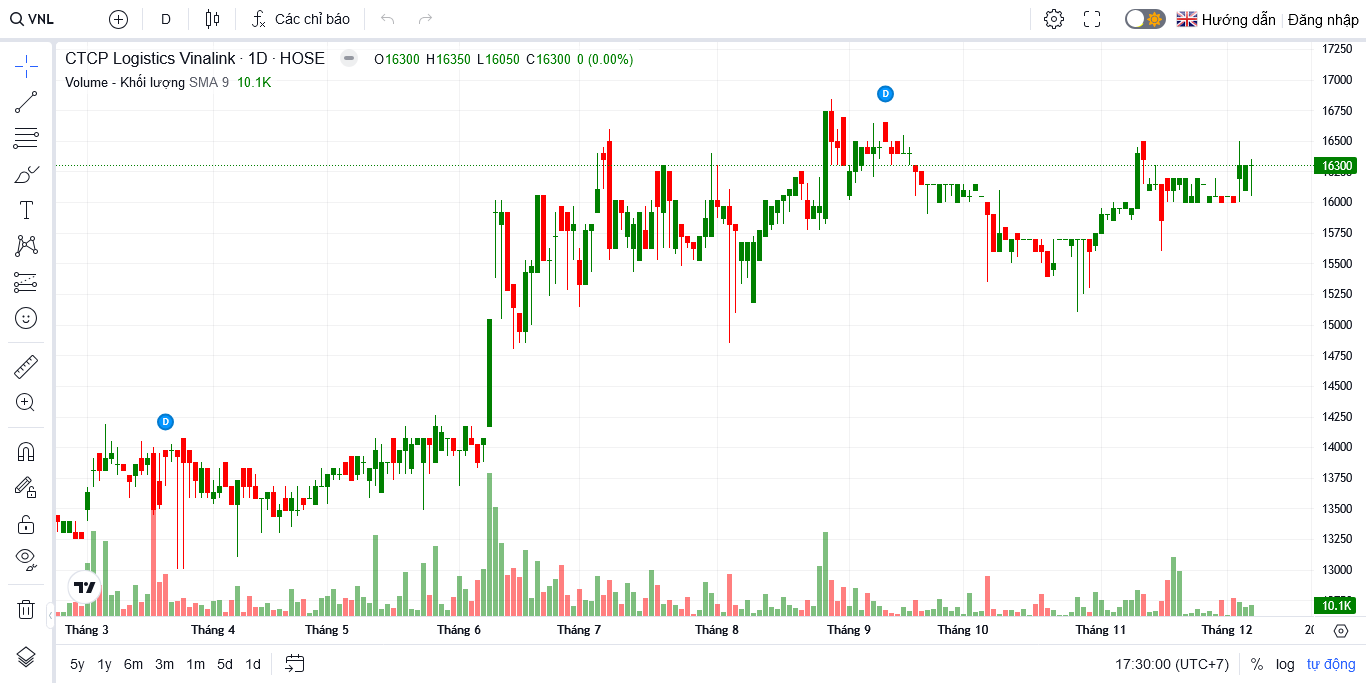 VNL D Các chỉ báo Hướng dẫn Đăng nhập
CTCP Logistics Vinalink · 1D · HOSE O16300 H16350 L16050 C16300 0 (0.00%)
Volume - Khối lượng SMA 9 10.1K
D
D
17250
17000
16750
16500
16300
16000
15750
15500
15250
15000
14750
14500
14250
14000
13750
13500
13250
13000
10.1K
Tháng 3 Tháng 4 Tháng 5 Tháng 6 Tháng 7 Tháng 8 Tháng 9 Tháng 10 Tháng 11 Tháng 12
5y 1y 6m 3m 1m 5d 1d 17:30:00 (UTC+7) % log tự động